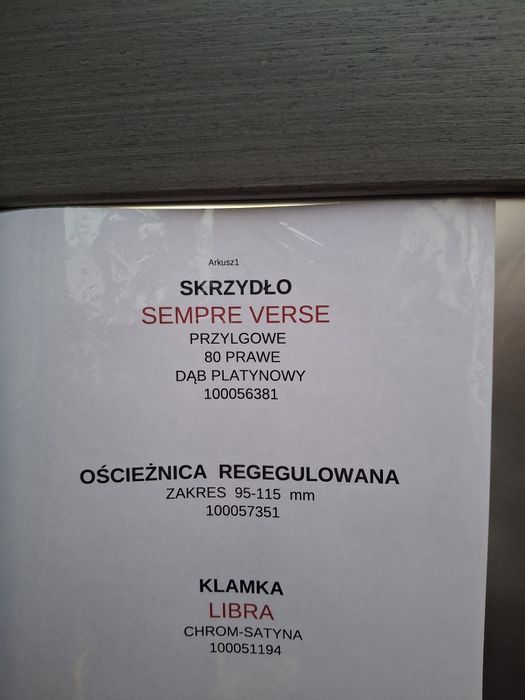 Arkusz1
SKRZYDŁO
SEMPRE VERSE
PRZYLGOWE
80 PRAWE
DĄB PLATYNOWY
100056381
OŚCIEŻNICA REGEGULOWANA
ZAKRES 95-115 mm
100057351
KLAMKA
LIBRA
CHROM-SATYNA
100051194